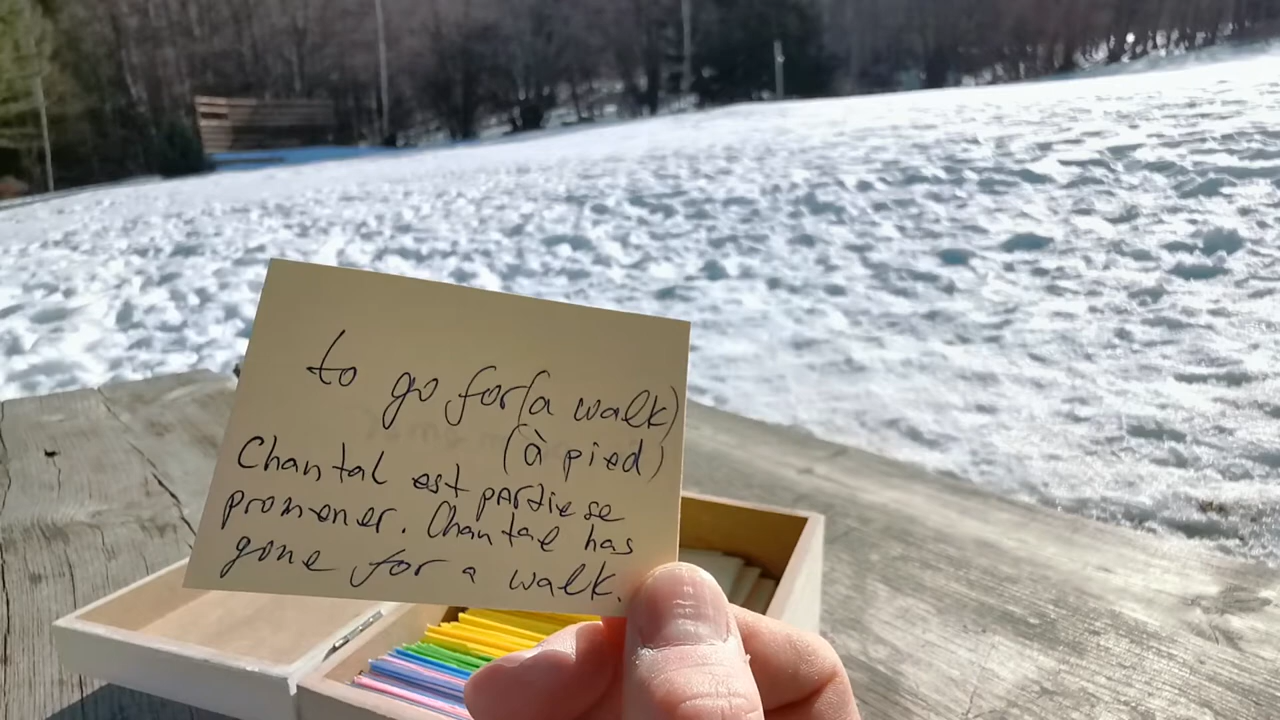 to go for (a walk)
(à pied)
Chantal est partie se
promener. Chantal has
gone for a walk.